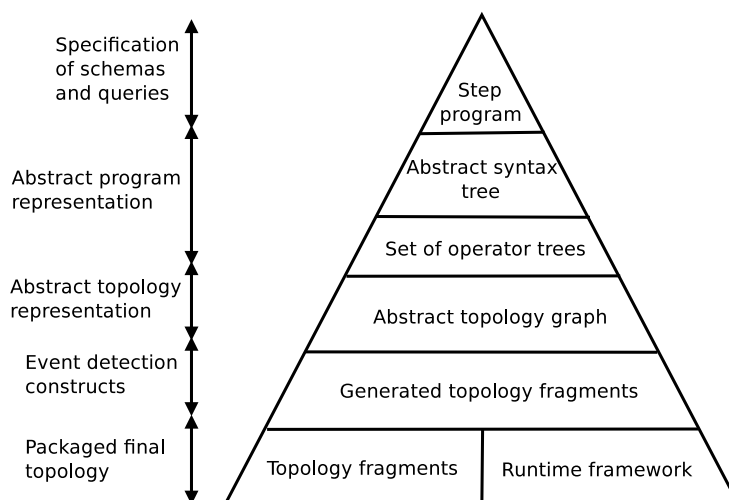 Specification
of schemas
and queries
Step
program
Abstract program
representation
Abstract syntax
tree
Set of operator trees
Abstract topology
representation
Abstract topology graph
Event detection
constructs
Generated topology fragments
Packaged final
topology
Topology fragments
Runtime framework